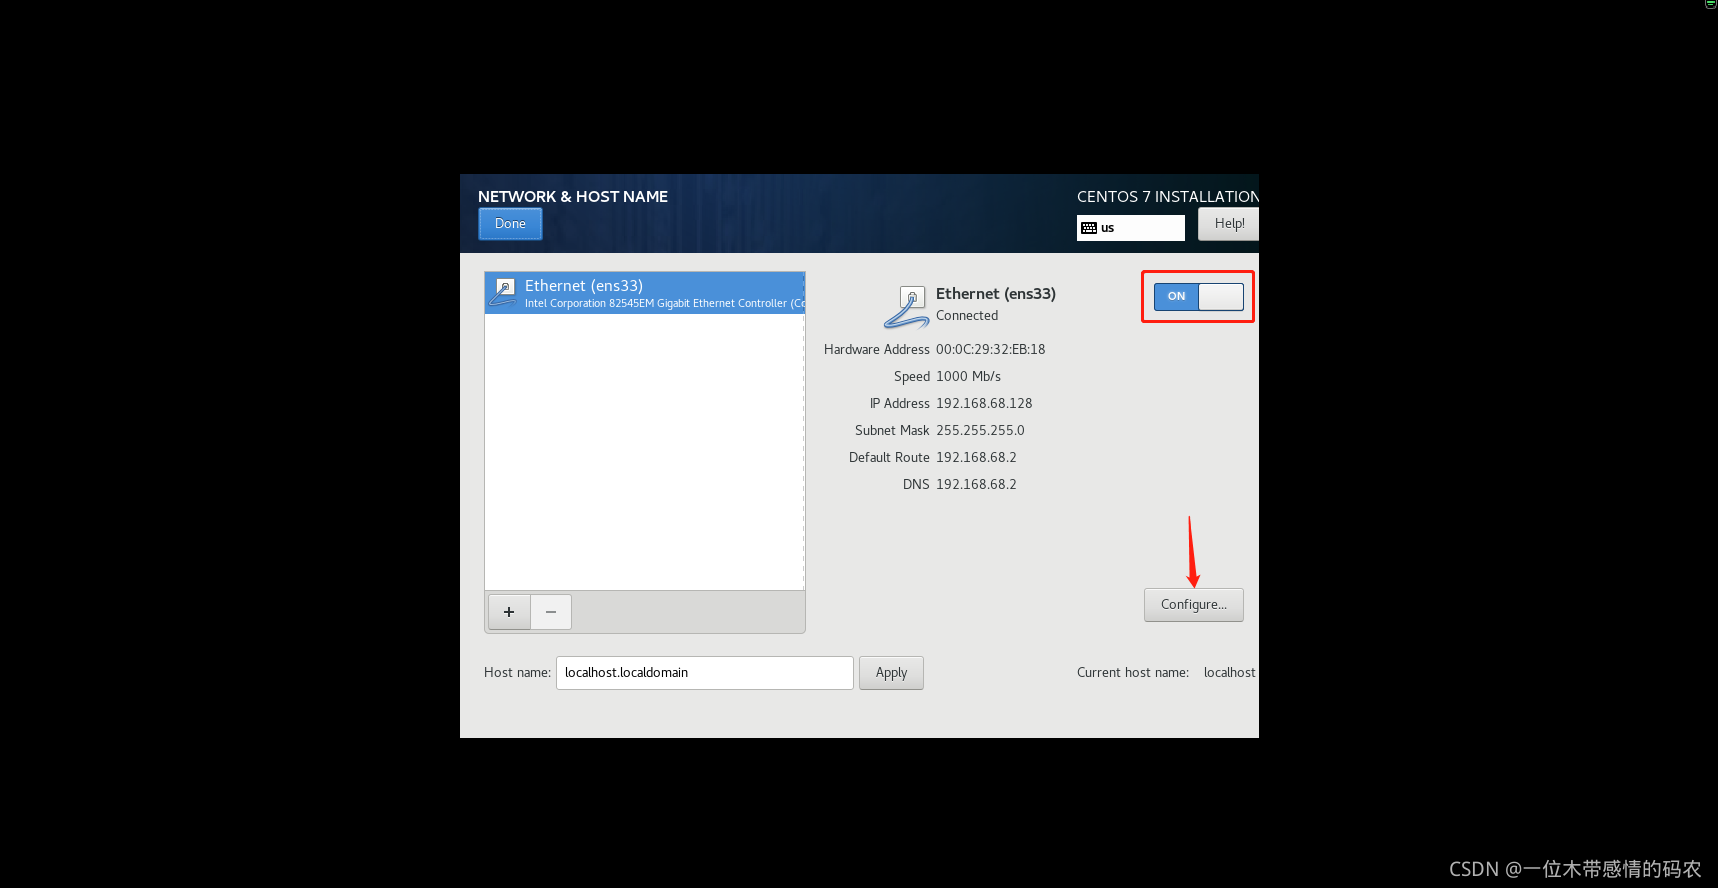 NETWORK & HOST NAME
CENTOS 7 INSTALLATION
Done
us
Help!
Ethernet (ens33)
Intel Corporation 82545EM Gigabit Ethernet Controller (Co
Ethernet (ens33)
Connected
ON
Hardware Address 00:0C:29:32:EB:18
Speed 1000 Mb/s
IP Address 192.168.68.128
Subnet Mask 255.255.255.0
Default Route 192.168.68.2
DNS 192.168.68.2
Configure...
+ −
Host name: localhost.localdomain Apply
Current host name: localhost
CSDN @一位木带感情的码农